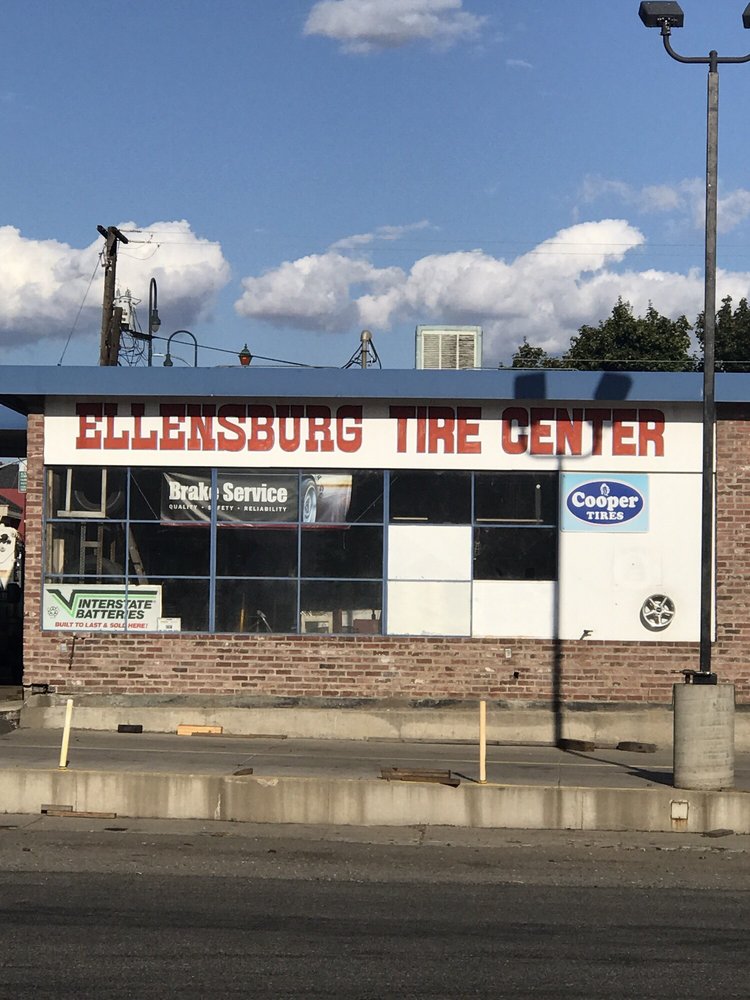 ELLENSBURG TIRE CENTER
Brake Service
QUALITY • SAFETY • RELIABILITY
Cooper
TIRES
INTERSTATE
BATTERIES
BUILT TO LAST & SOLD HERE!